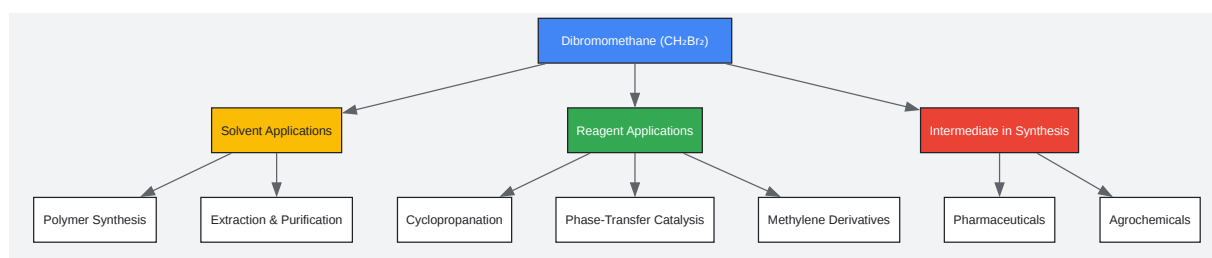 Dibromomethane (CH₂Br₂)
Solvent Applications
Reagent Applications
Intermediate in Synthesis
Polymer Synthesis
Extraction & Purification
Cyclopropanation
Phase-Transfer Catalysis
Methylene Derivatives
Pharmaceuticals
Agrochemicals